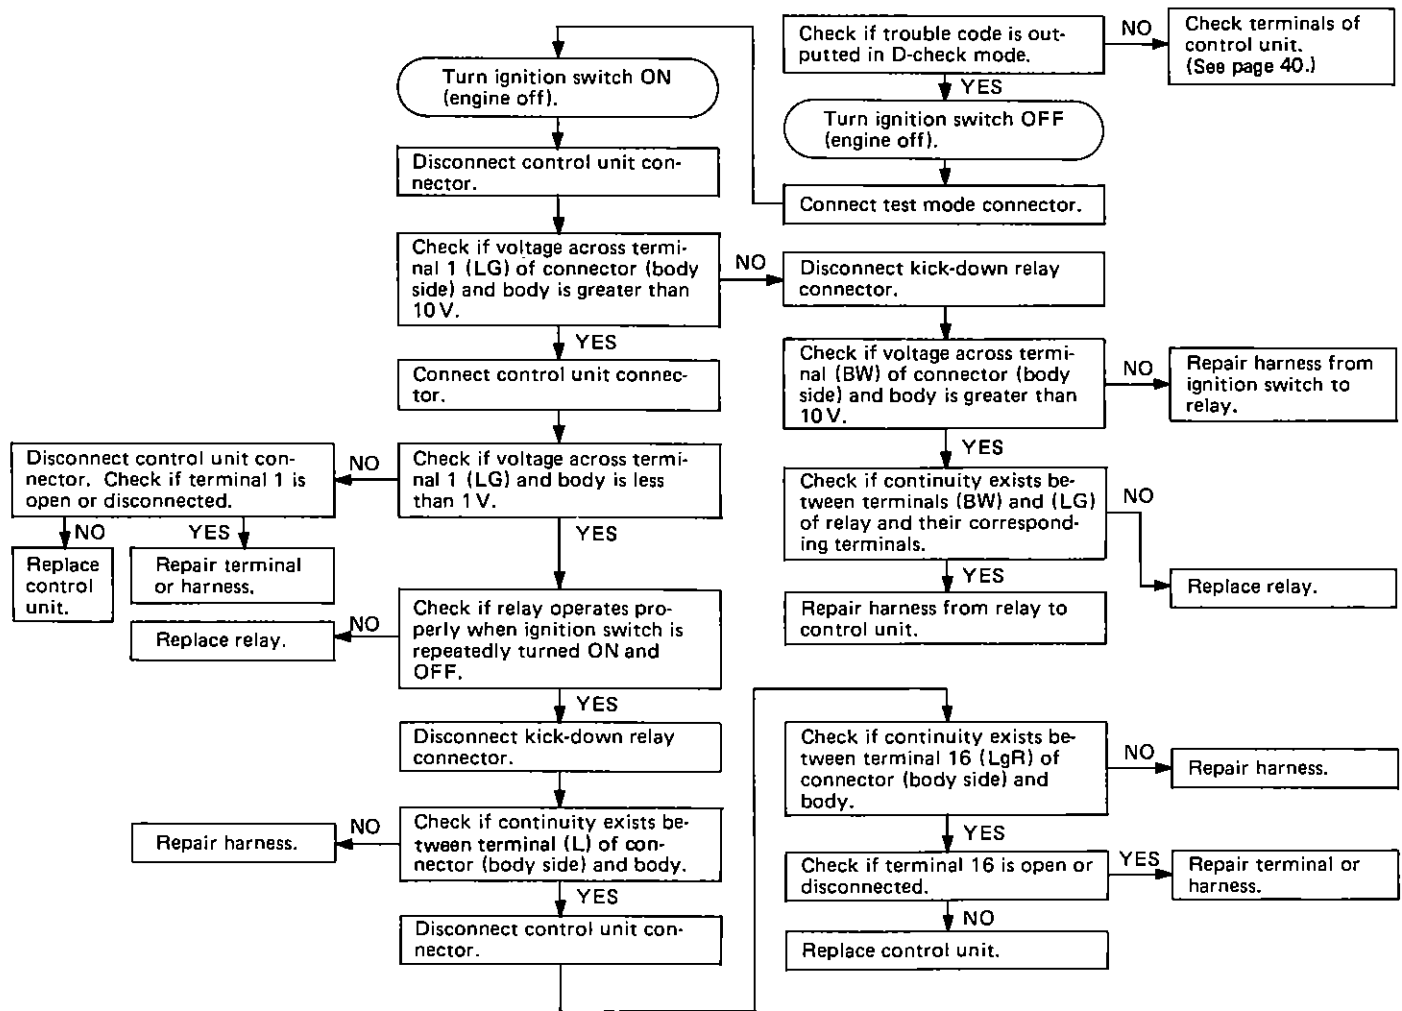 Check if trouble code is out-
putted in D-check mode.
NO
Check terminals of
control unit.
(See page 40.)
YES
Turn ignition switch OFF
(engine off).
Connect test mode connector.
Turn ignition switch ON
(engine off).
Disconnect control unit con-
nector.
Check if voltage across termi-
nal 1 (LG) of connector (body
side) and body is greater than
10 V.
NO
Disconnect kick-down relay
connector.
Check if voltage across termi-
nal (BW) of connector (body
side) and body is greater than
10 V.
NO
Repair harness from
ignition switch to
relay.
YES
Check if continuity exists be-
tween terminals (BW) and (LG)
of relay and their correspond-
ing terminals.
NO
Replace relay.
YES
Repair harness from relay to
control unit.
YES
Connect control unit connec-
tor.
Check if voltage across termi-
nal 1 (LG) and body is less
than 1 V.
NO
Disconnect control unit con-
nector. Check if terminal 1 is
open or disconnected.
NO
Replace
control
unit.
YES
Repair terminal
or harness.
YES
Check if relay operates pro-
perly when ignition switch is
repeatedly turned ON and
OFF.
NO
Replace relay.
YES
Disconnect kick-down relay
connector.
Check if continuity exists be-
tween terminal (L) of con-
nector (body side) and body.
NO
Repair harness.
YES
Disconnect control unit con-
nector.
Check if continuity exists be-
tween terminal 16 (LgR) of
connector (body side) and
body.
NO
Repair harness.
YES
Check if terminal 16 is open or
disconnected.
YES
Repair terminal or
harness.
NO
Replace control unit.